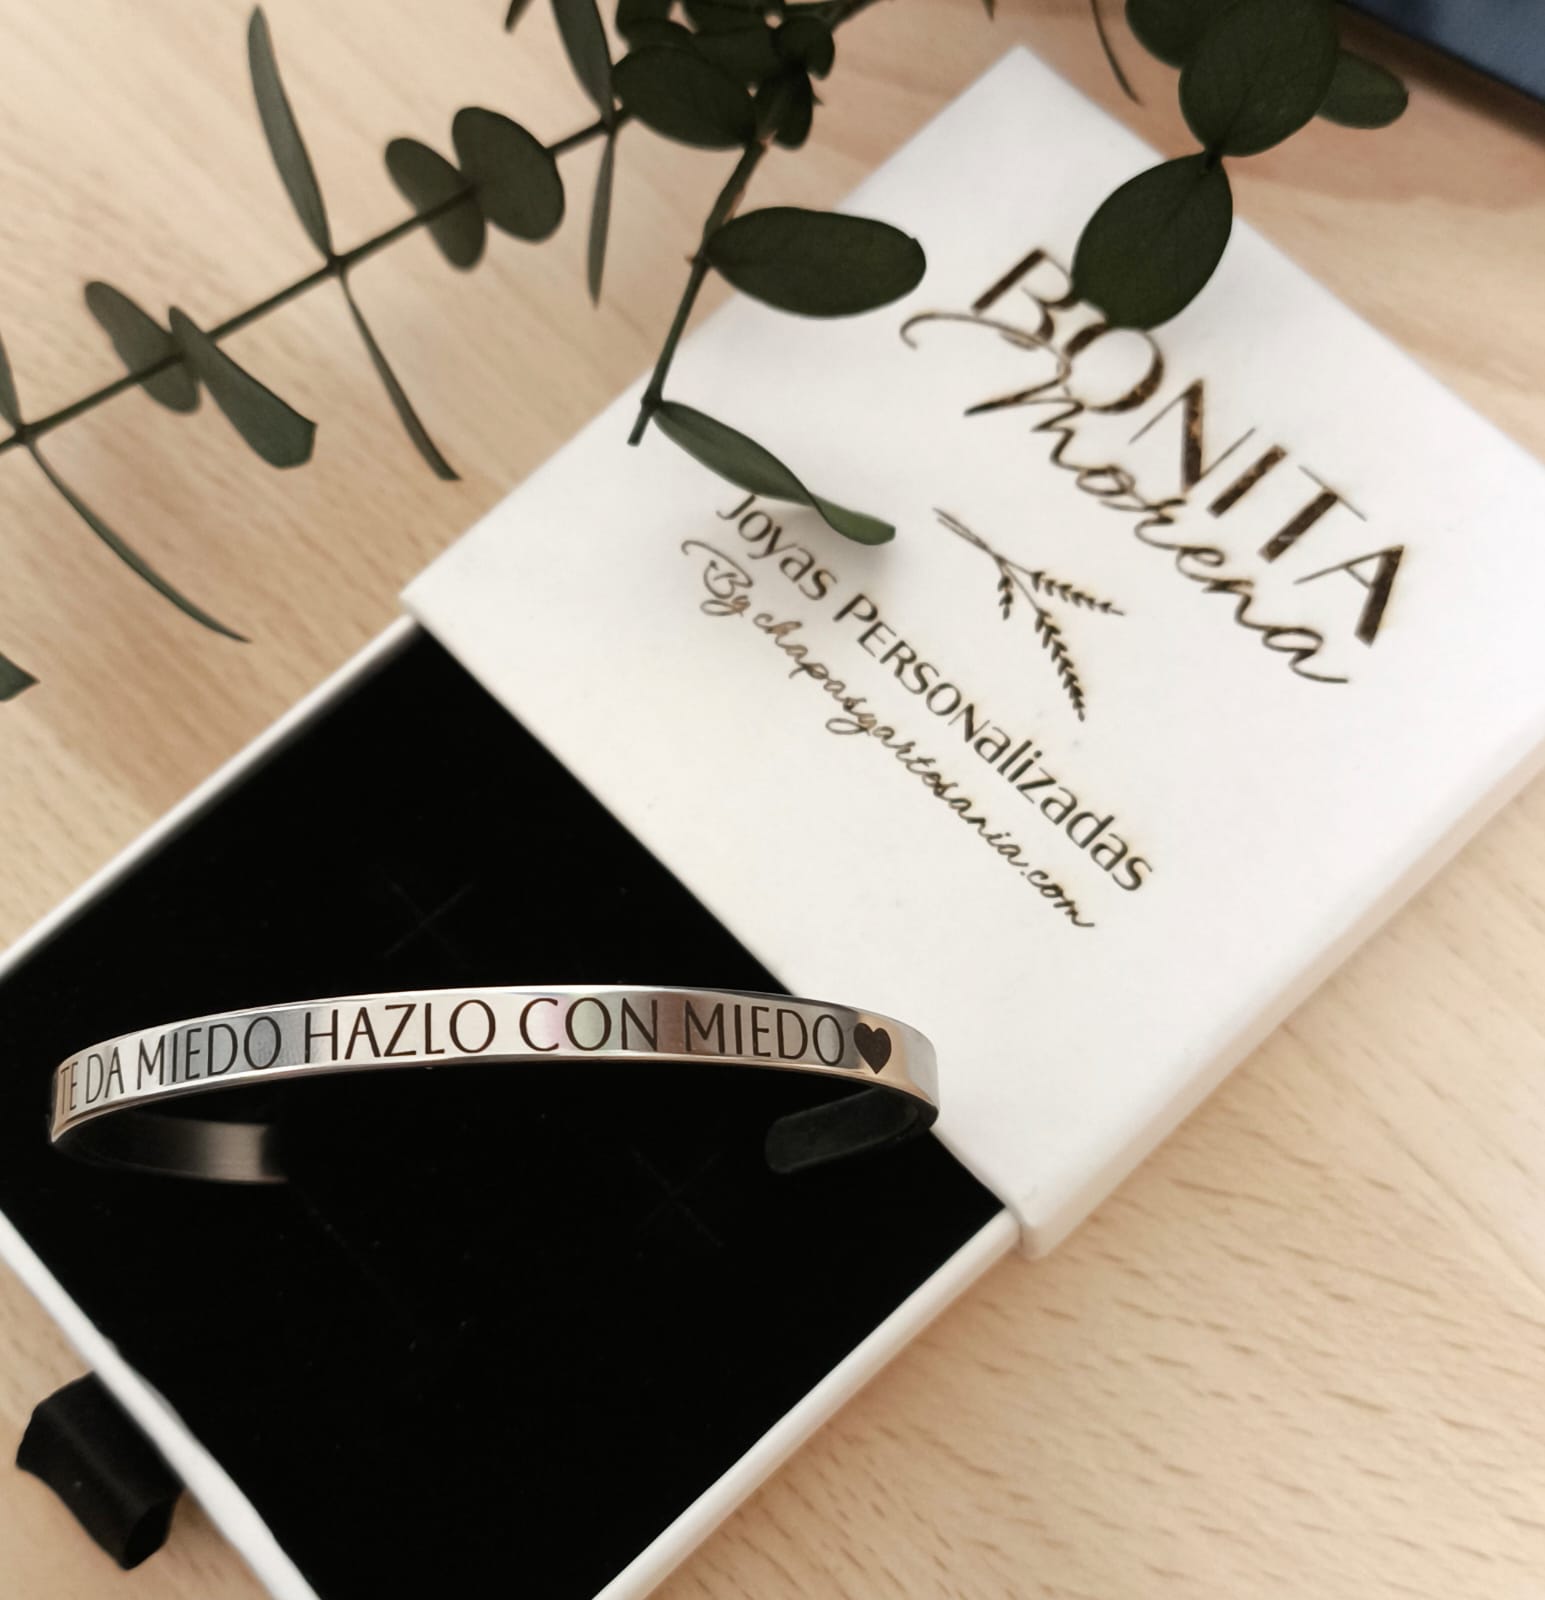 BONITA
Morena
Joyas PERSONalizadas
By chapasyartesania.com
TE DA MIEDO HAZLO CON MIEDO♥